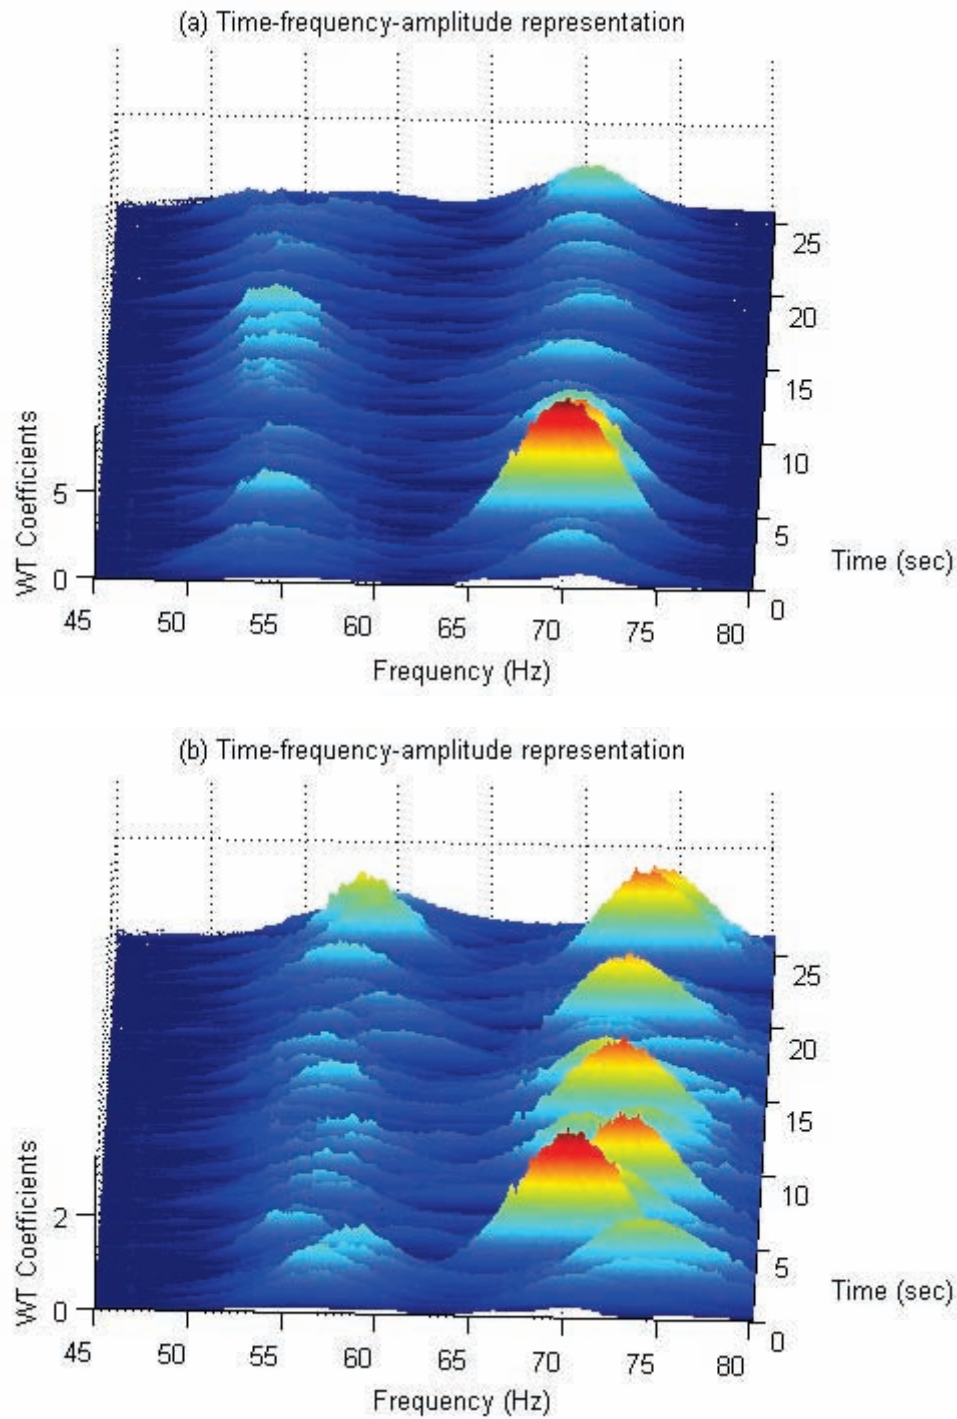 (a) Time-frequency-amplitude representation
25
20
15
10
5
0
Time (sec)
WT Coefficients
5
0
45 50 55 60 65 70 75 80
Frequency (Hz)
(b) Time-frequency-amplitude representation
25
20
15
10
5
0
Time (sec)
WT Coefficients
2
0
45 50 55 60 65 70 75 80
Frequency (Hz)